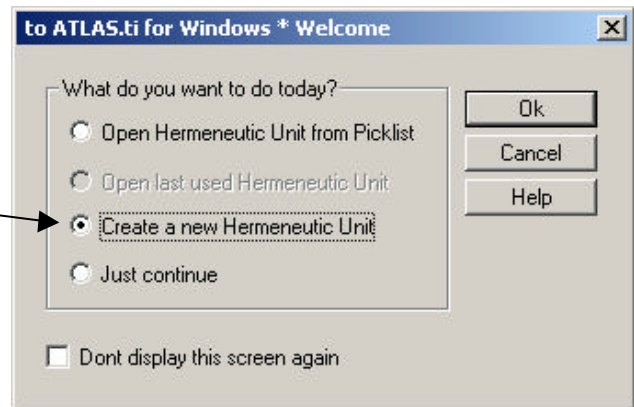 to ATLAS.ti for Windows * Welcome
What do you want to do today?
Open Hermeneutic Unit from Picklist
Open last used Hermeneutic Unit
Create a new Hermeneutic Unit
Just continue
Ok
Cancel
Help
Dont display this screen again